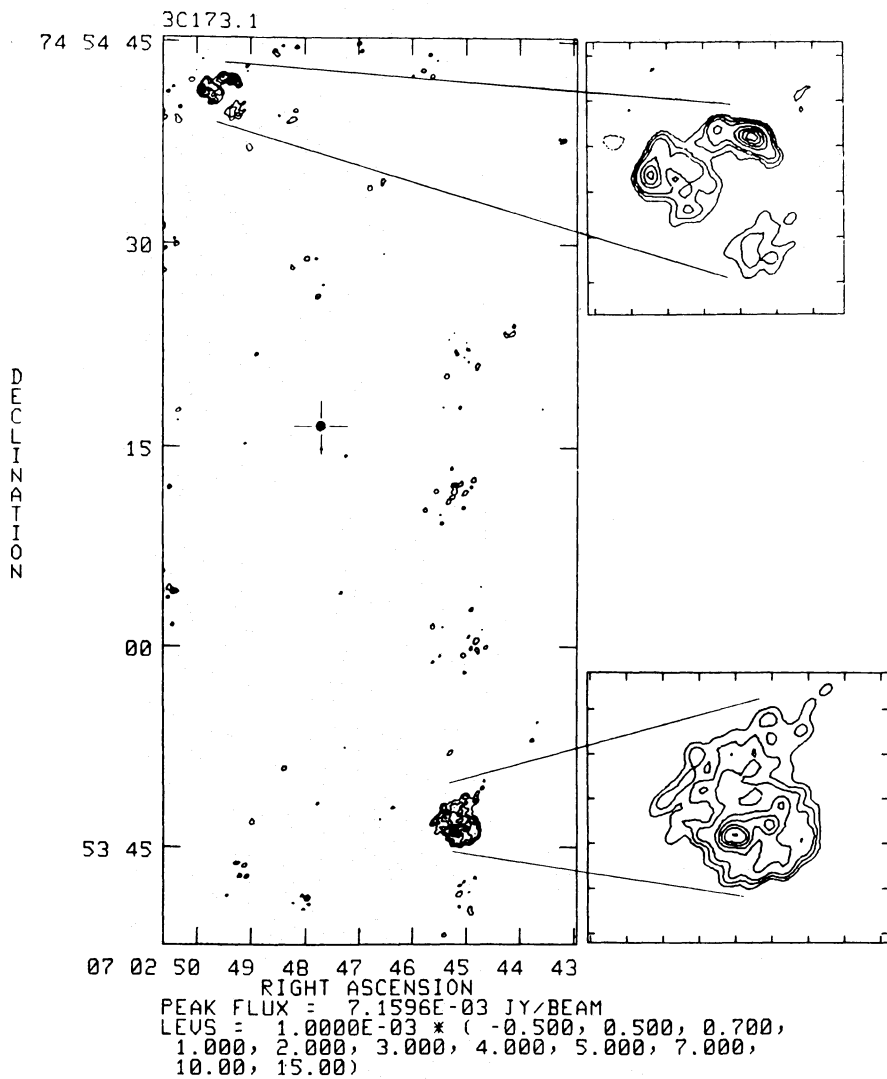 3C173.1
74 54 45
30
15
00
53 45
DECLINATION
07 02 50 49 48 47 46 45 44 43
RIGHT ASCENSION
PEAK FLUX = 7.1596E-03 JY/BEAM
LEVS = 1.0000E-03 * ( -0.500, 0.500, 0.700,
1.000, 2.000, 3.000, 4.000, 5.000, 7.000,
10.00, 15.00)